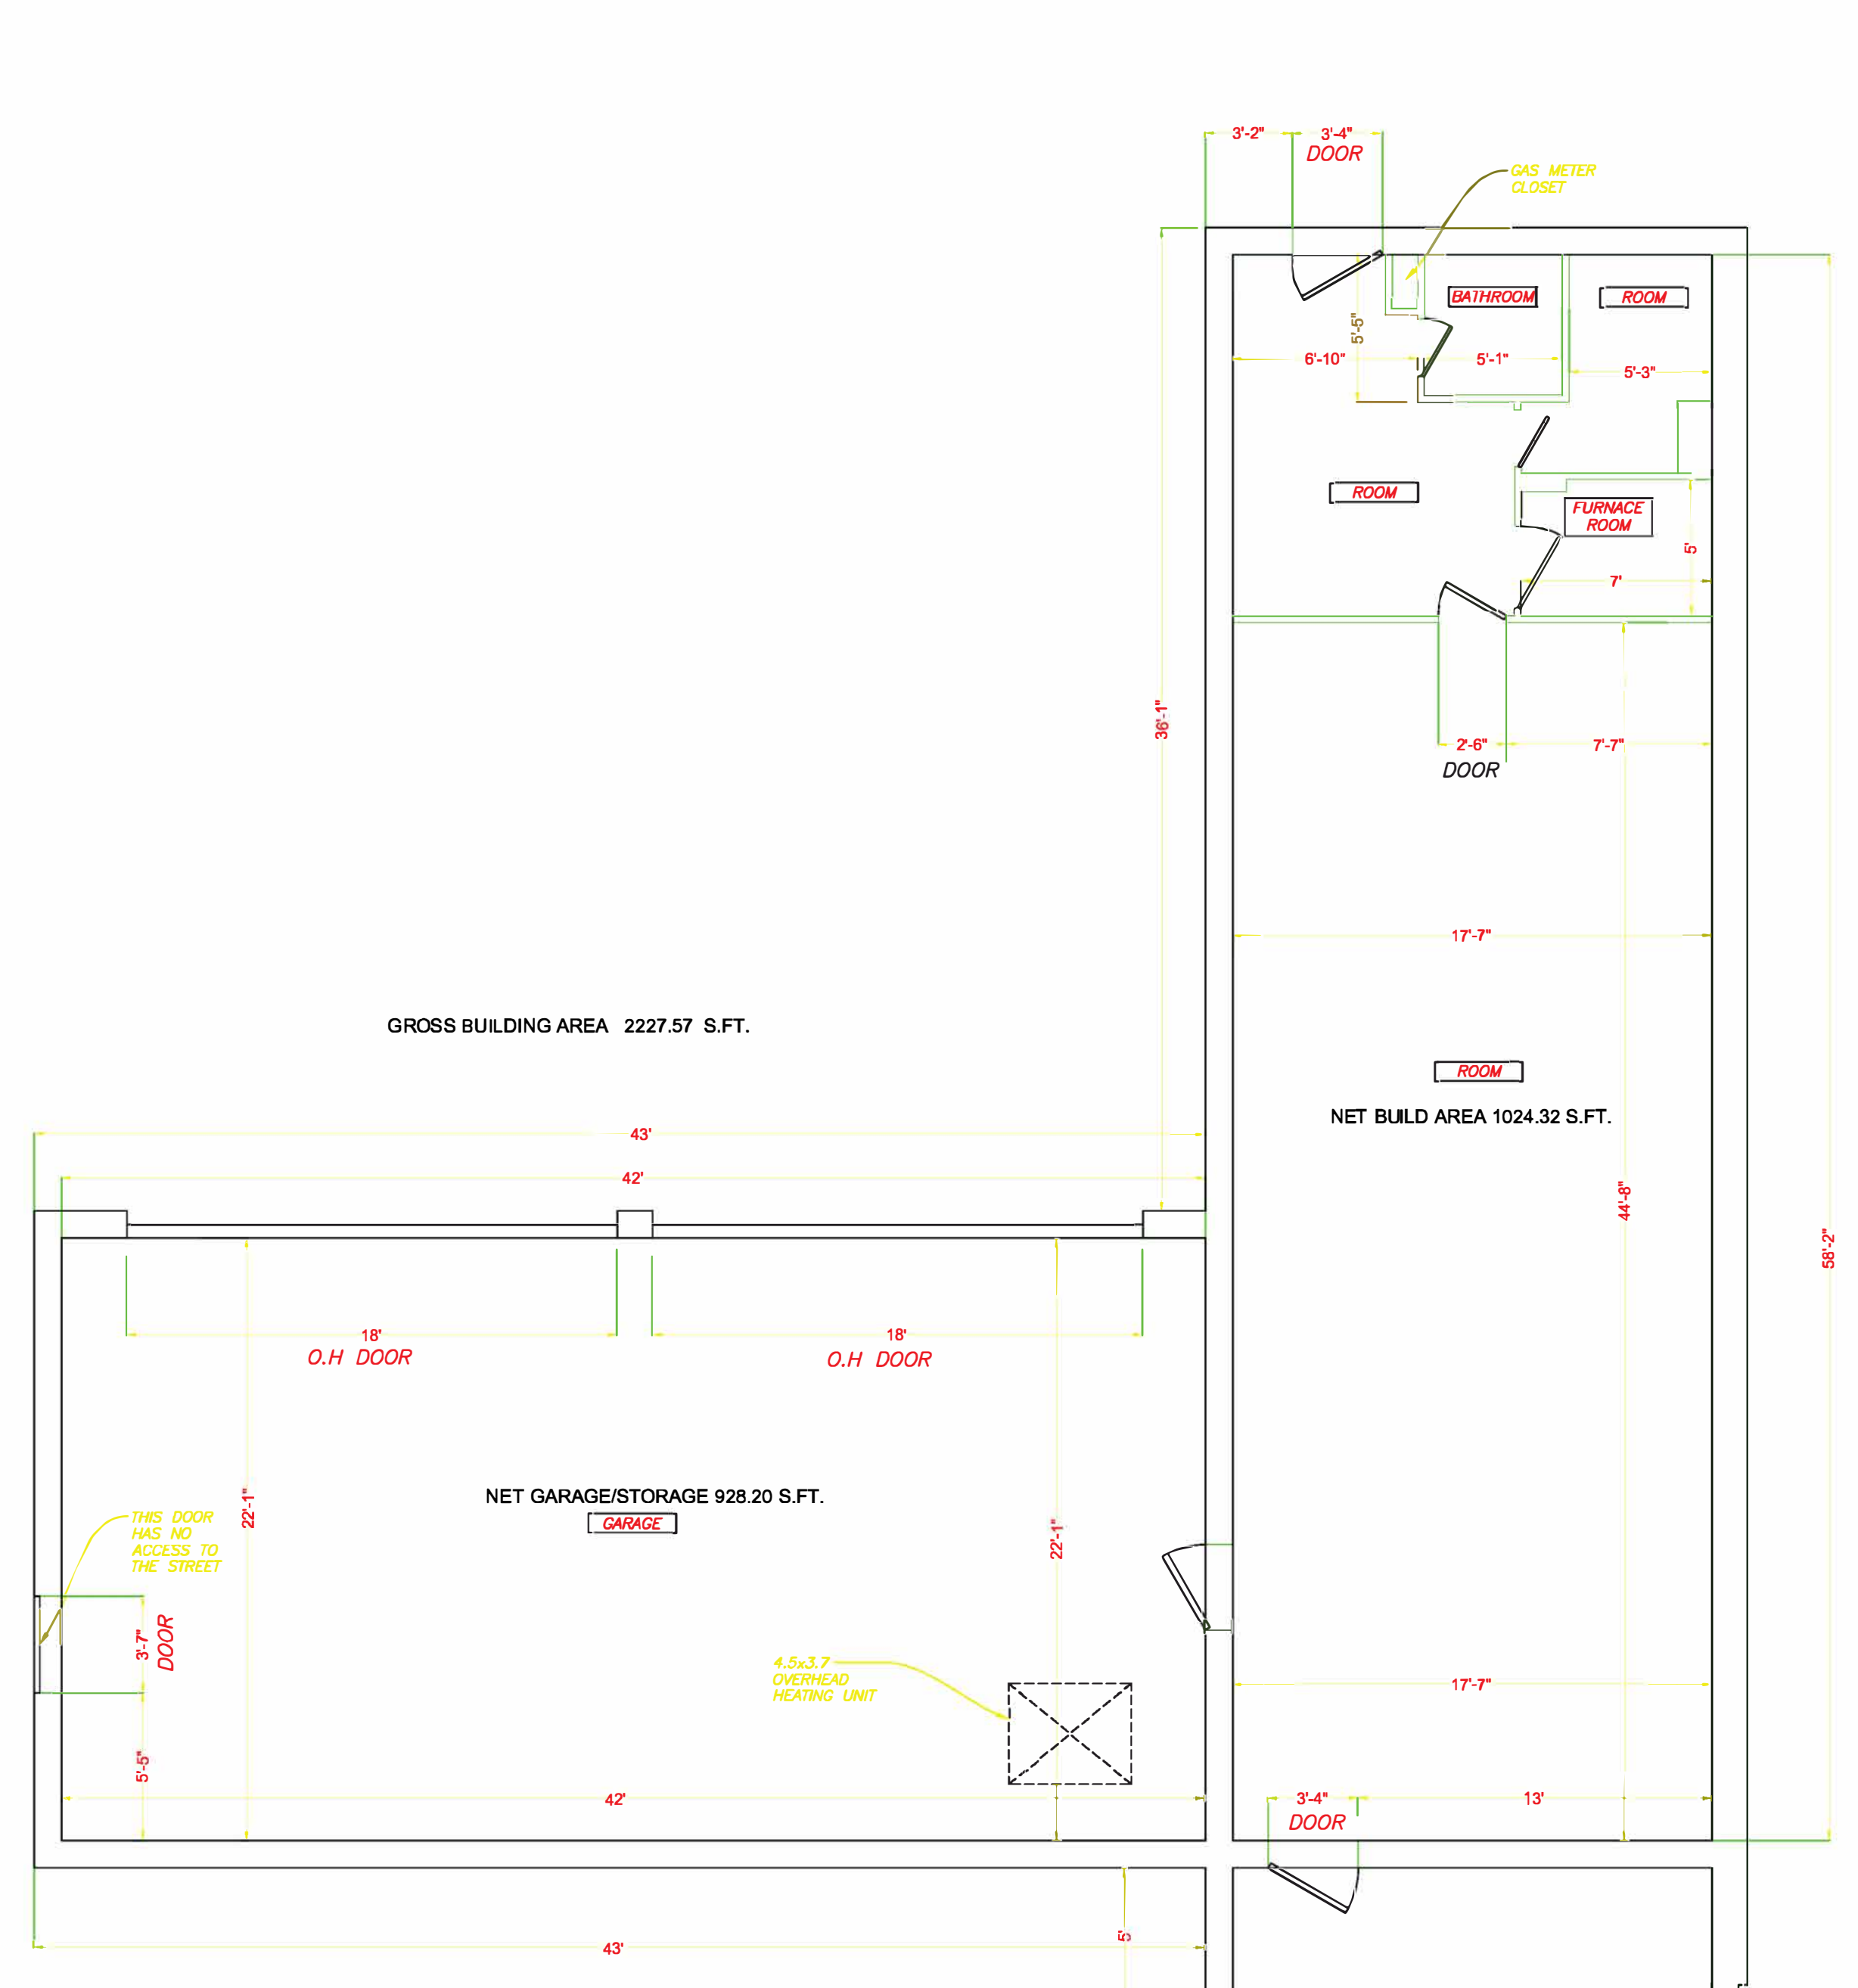 3'-2"
3'-4"
DOOR
GAS METER
CLOSET
BATHROOM
ROOM
5'-5"
6'-10"
5'-1"
5'-3"
ROOM
FURNACE
ROOM
5'
7'
36'-1"
2'-6"
7'-7"
DOOR
17'-7"
GROSS BUILDING AREA 2227.57 S.FT.
ROOM
NET BUILD AREA 1024.32 S.FT.
43'
42'
44'-8"
58'-2"
18'
O.H DOOR
18'
O.H DOOR
NET GARAGE/STORAGE 928.20 S.FT.
GARAGE
22'-1"
22'-1"
THIS DOOR
HAS NO
ACCESS TO
THE STREET
3'-7"
DOOR
4.5x3.7
OVERHEAD
HEATING UNIT
17'-7"
5'-5"
42'
3'-4"
DOOR
13'
5'
43'